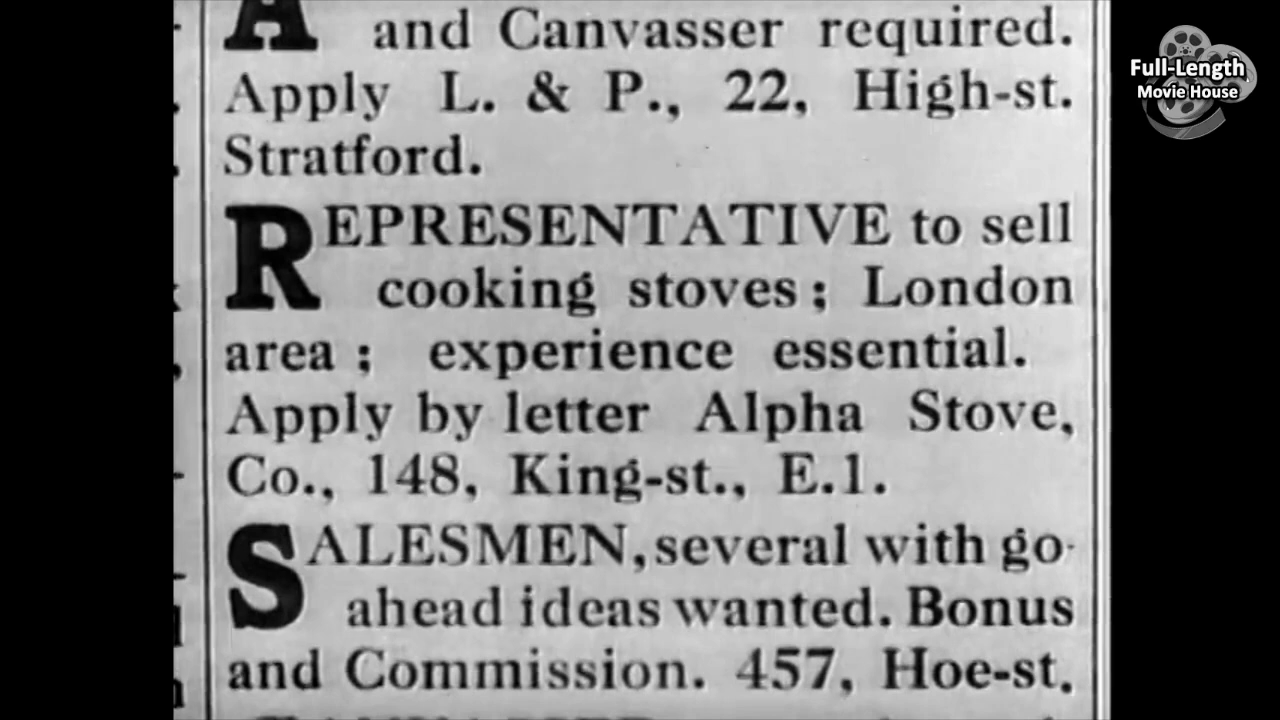 A and Canvasser required.
Apply L. & P., 22, High-st.
Stratford.
REPRESENTATIVE to sell
cooking stoves; London
area; experience essential.
Apply by letter Alpha Stove,
Co., 148, King-st., E.1.
SALESMEN, several with go-
ahead ideas wanted. Bonus
and Commission. 457, Hoe-st.
Full-Length
Movie House